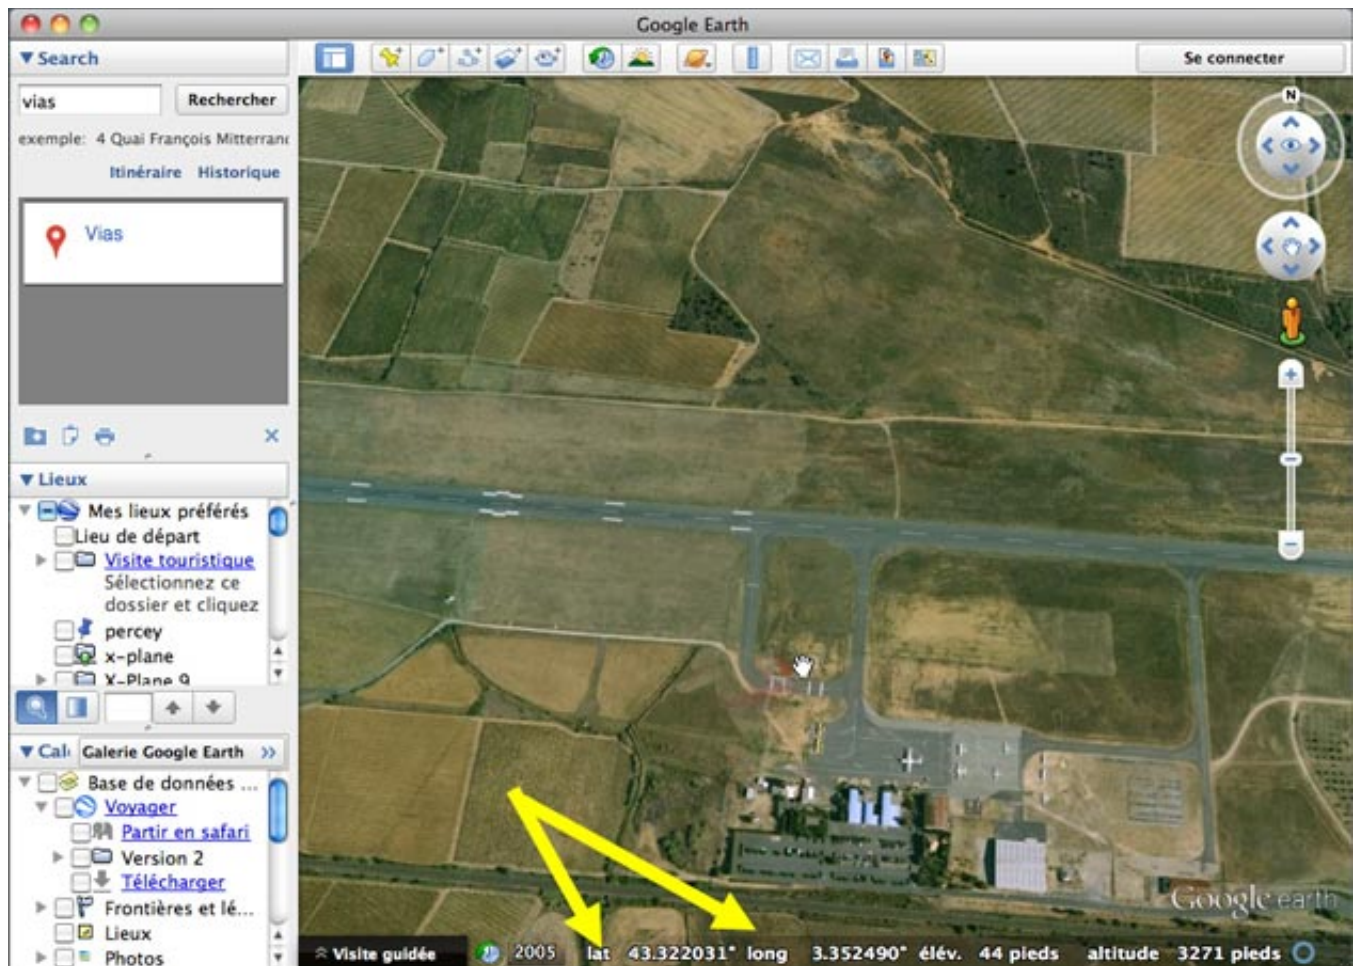 Google Earth
Search
Se connecter
vias
Rechercher
exemple: 4 Quai François Mitterran
Itinéraire Historique
N
Vias
Lieux
Mes lieux préférés
Lieu de départ
Visite touristique
Sélectionnez ce
dossier et cliquez
percey
x-plane
X-Plane 9
Cal
Galerie Google Earth
Base de données ...
Voyager
Partir en safari
Version 2
Télécharger
Frontières et lé...
Lieux
Photos
Google earth
Visite guidée
2005
lat 43.322031° long 3.352490° élév. 44 pieds altitude 3271 pieds